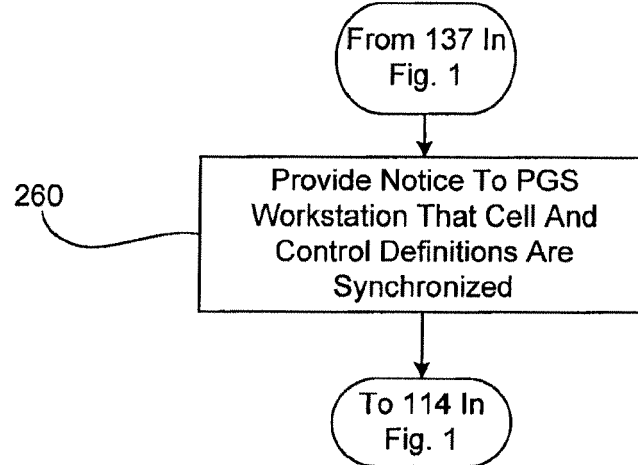 From 137 In
Fig. 1
260
Provide Notice To PGS
Workstation That Cell And
Control Definitions Are
Synchronized
To 114 In
Fig. 1